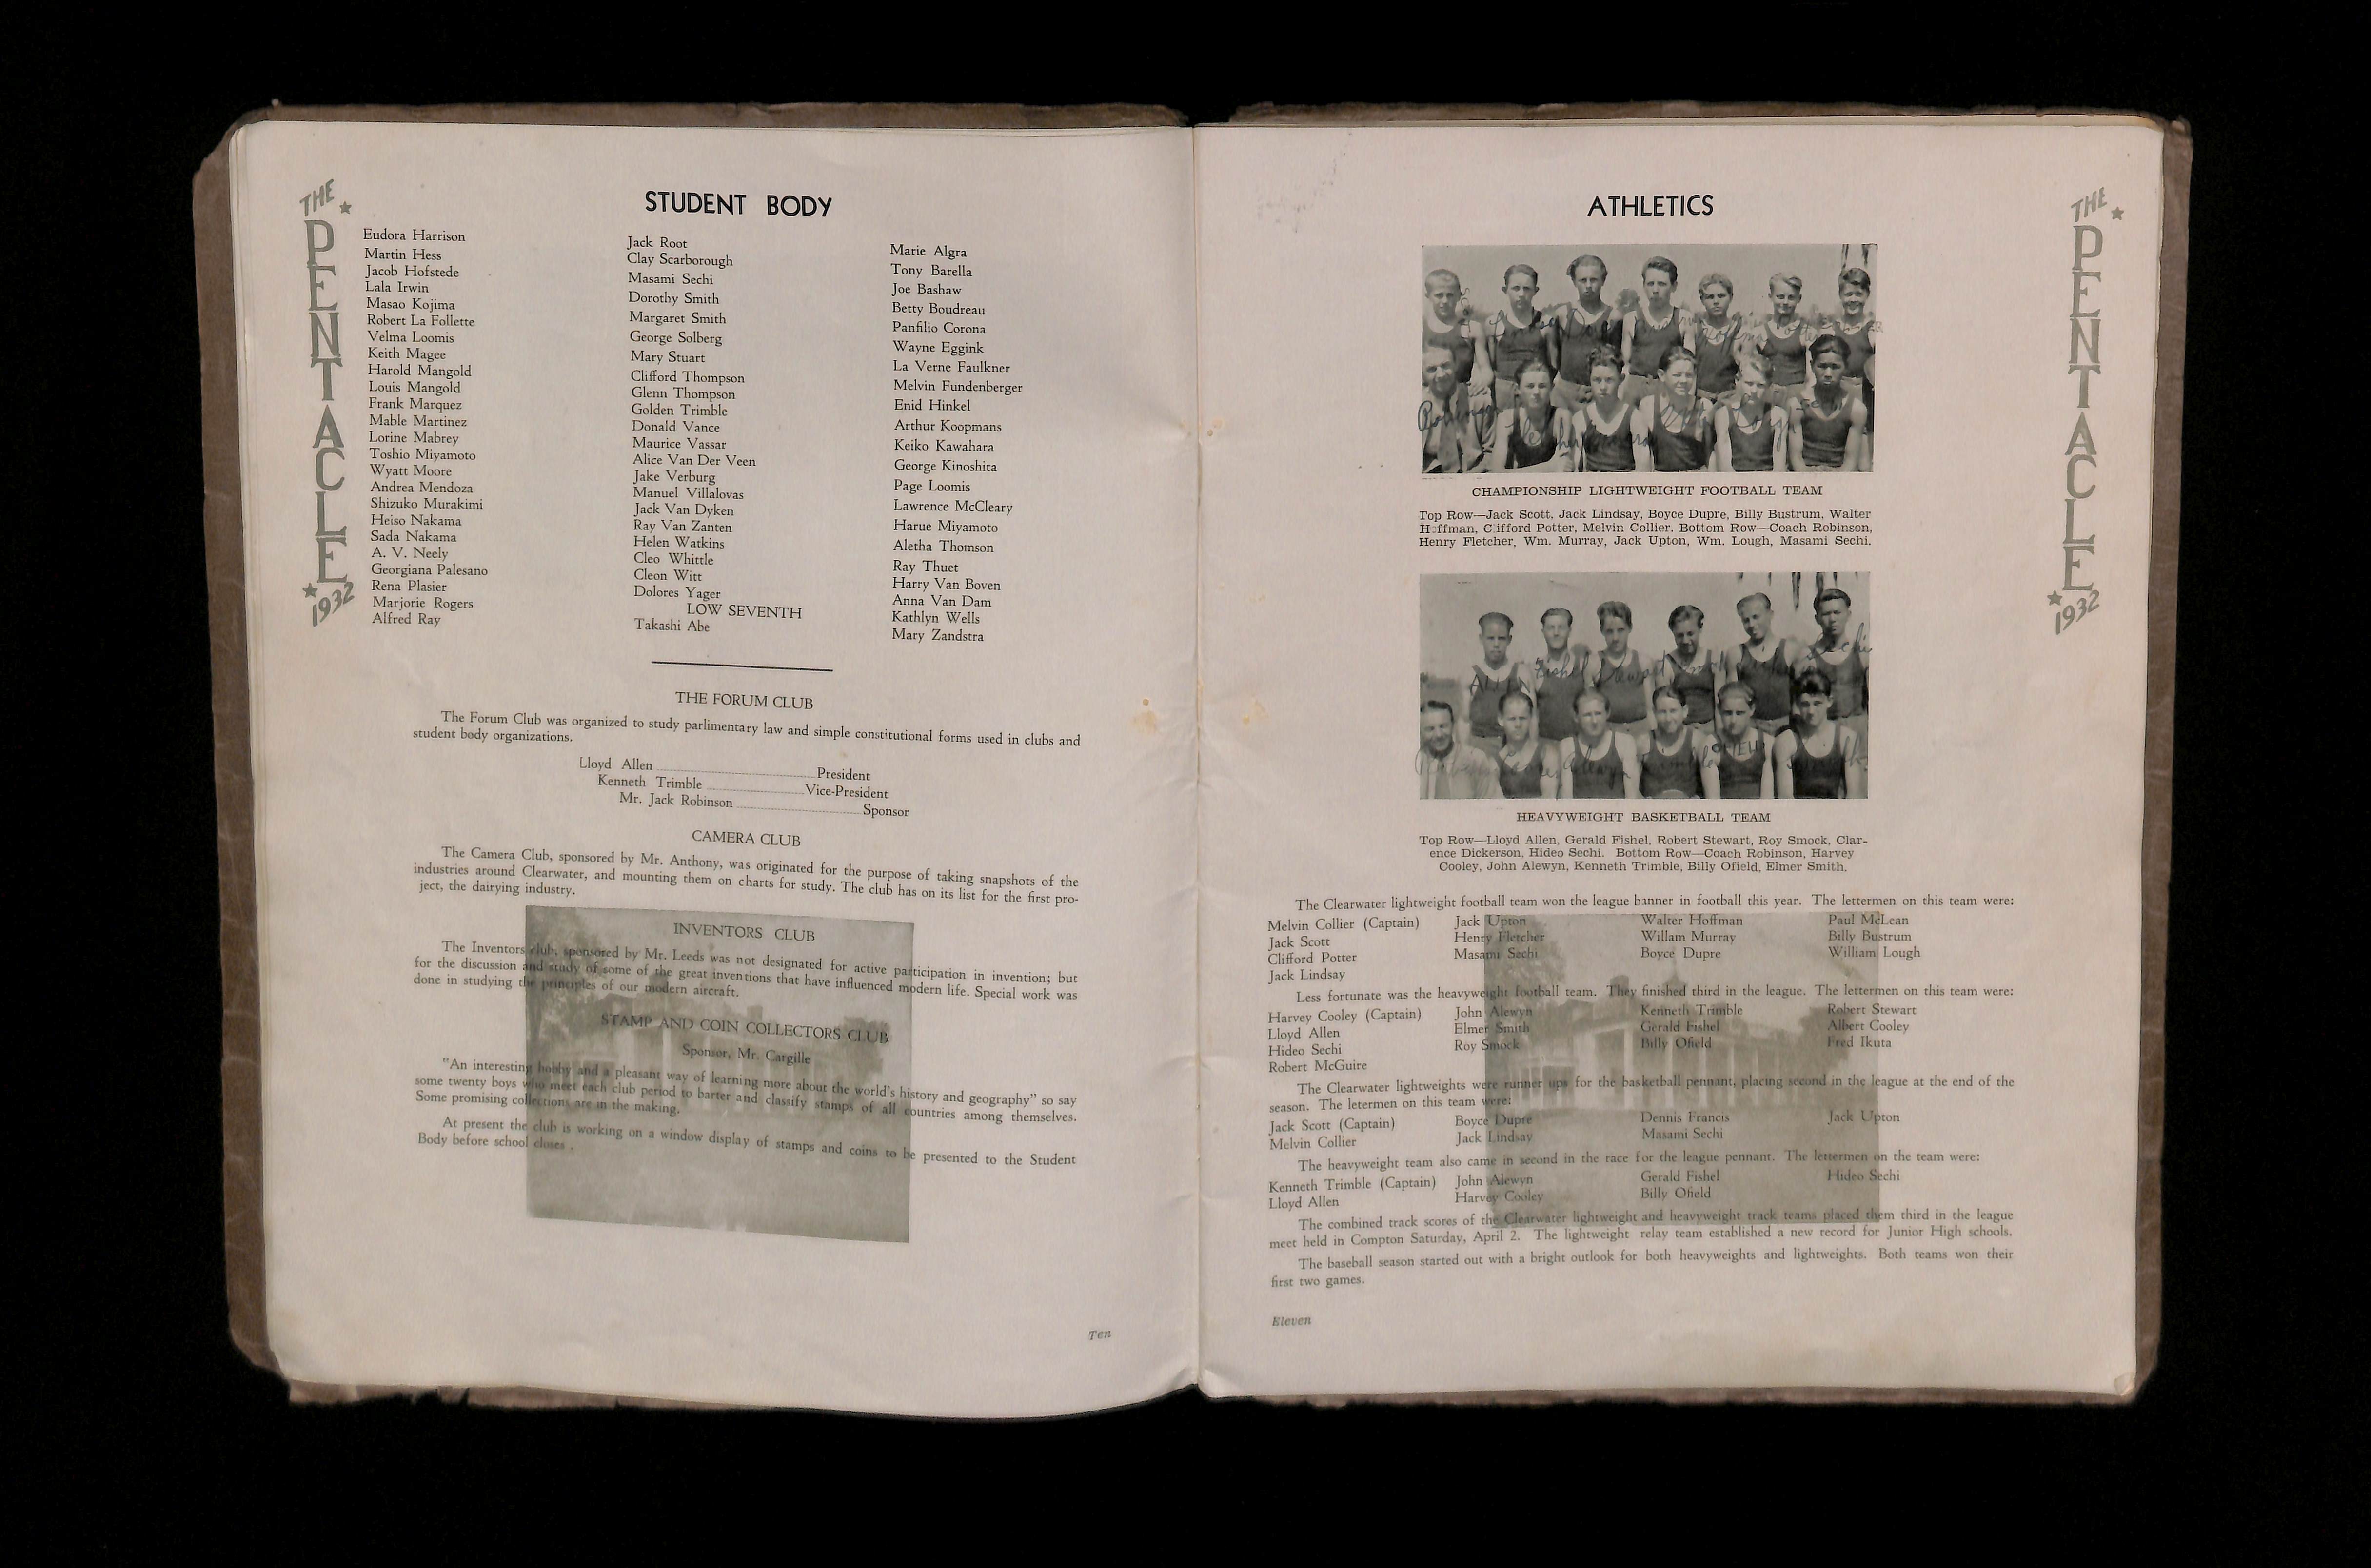 THE PENTACLE 1932
STUDENT BODY
Eudora Harrison
Martin Hess
Jacob Hofstede
Lala Irwin
Masao Kojima
Robert La Follette
Velma Loomis
Keith Magee
Harold Mangold
Louis Mangold
Frank Marquez
Mable Martinez
Lorine Mabrey
Toshio Miyamoto
Wyatt Moore
Andrea Mendoza
Shizuko Murakimi
Heiso Nakama
Sada Nakama
A. V. Neely
Georgiana Palesano
Rena Plasier
Marjorie Rogers
Alfred Ray
Jack Root
Clay Scarborough
Masami Sechi
Dorothy Smith
Margaret Smith
George Solberg
Mary Stuart
Clifford Thompson
Glenn Thompson
Golden Trimble
Donald Vance
Maurice Vassar
Alice Van Der Veen
Jake Verburg
Manuel Villalovas
Jack Van Dyken
Ray Van Zanten
Helen Watkins
Cleo Whittle
Cleon Witt
Dolores Yager
LOW SEVENTH
Takashi Abe
Marie Algra
Tony Barella
Joe Bashaw
Betty Boudreau
Panfilio Corona
Wayne Eggink
La Verne Faulkner
Melvin Fundenberger
Enid Hinkel
Arthur Koopmans
Keiko Kawahara
George Kinoshita
Page Loomis
Lawrence McCleary
Harue Miyamoto
Aletha Thomson
Ray Thuet
Harry Van Boven
Anna Van Dam
Kathlyn Wells
Mary Zandstra
THE FORUM CLUB
The Forum Club was organized to study parlimentary law and simple constitutional forms used in clubs and
student body organizations.
Lloyd Allen President
Kenneth Trimble Vice-President
Mr. Jack Robinson Sponsor
CAMERA CLUB
The Camera Club, sponsored by Mr. Anthony, was originated for the purpose of taking snapshots of the
industries around Clearwater, and mounting them on charts for study. The club has on its list for the first pro-
ject, the dairying industry.
INVENTORS CLUB
The Inventors club, sponsored by Mr. Leeds was not designated for active participation in invention; but
for the discussion and study of some of the great inventions that have influenced modern life. Special work was
done in studying the principles of our modern aircraft.
STAMP AND COIN COLLECTORS CLUB
Sponsor, Mr. Cargille
"An interesting hobby and a pleasant way of learning more about the world's history and geography" so say
some twenty boys who meet each club period to barter and classify stamps of all countries among themselves.
Some promising collections are in the making.
At present the club is working on a window display of stamps and coins to be presented to the Student
Body before school closes.
Ten
THE PENTACLE 1932
ATHLETICS
Robinson
Fletcher
Sechi
CHAMPIONSHIP LIGHTWEIGHT FOOTBALL TEAM
Top Row—Jack Scott, Jack Lindsay, Boyce Dupre, Billy Bustrum, Walter
Hoffman, Clifford Potter, Melvin Collier. Bottom Row—Coach Robinson,
Henry Fletcher, Wm. Murray, Jack Upton, Wm. Lough, Masami Sechi.
ALLEN Fishel Stewart Smock Sechi
Alewyn OFIELD
HEAVYWEIGHT BASKETBALL TEAM
Top Row—Lloyd Allen, Gerald Fishel, Robert Stewart, Roy Smock, Clar-
ence Dickerson, Hideo Sechi. Bottom Row—Coach Robinson, Harvey
Cooley, John Alewyn, Kenneth Trimble, Billy Ofield, Elmer Smith.
The Clearwater lightweight football team won the league banner in football this year. The lettermen on this team were:
Melvin Collier (Captain) Jack Upton Walter Hoffman Paul McLean
Jack Scott Henry Fletcher Willam Murray Billy Bustrum
Clifford Potter Masami Sechi Boyce Dupre William Lough
Jack Lindsay
Less fortunate was the heavyweight football team. They finished third in the league. The lettermen on this team were:
Harvey Cooley (Captain) John Alewyn Kenneth Trimble Robert Stewart
Lloyd Allen Elmer Smith Gerald Fishel Albert Cooley
Hideo Sechi Roy Smock Billy Ofield Fred Ikuta
Robert McGuire
The Clearwater lightweights were runner ups for the basketball pennant, placing second in the league at the end of the
season. The letermen on this team were:
Jack Scott (Captain) Boyce Dupre Dennis Francis Jack Upton
Melvin Collier Jack Lindsay Masami Sechi
The heavyweight team also came in second in the race for the league pennant. The lettermen on the team were:
Kenneth Trimble (Captain) John Alewyn Gerald Fishel Hideo Sechi
Lloyd Allen Harvey Cooley Billy Ofield
The combined track scores of the Clearwater lightweight and heavyweight track teams placed them third in the league
meet held in Compton Saturday, April 2. The lightweight relay team established a new record for Junior High schools.
The baseball season started out with a bright outlook for both heavyweights and lightweights. Both teams won their
first two games.
Eleven